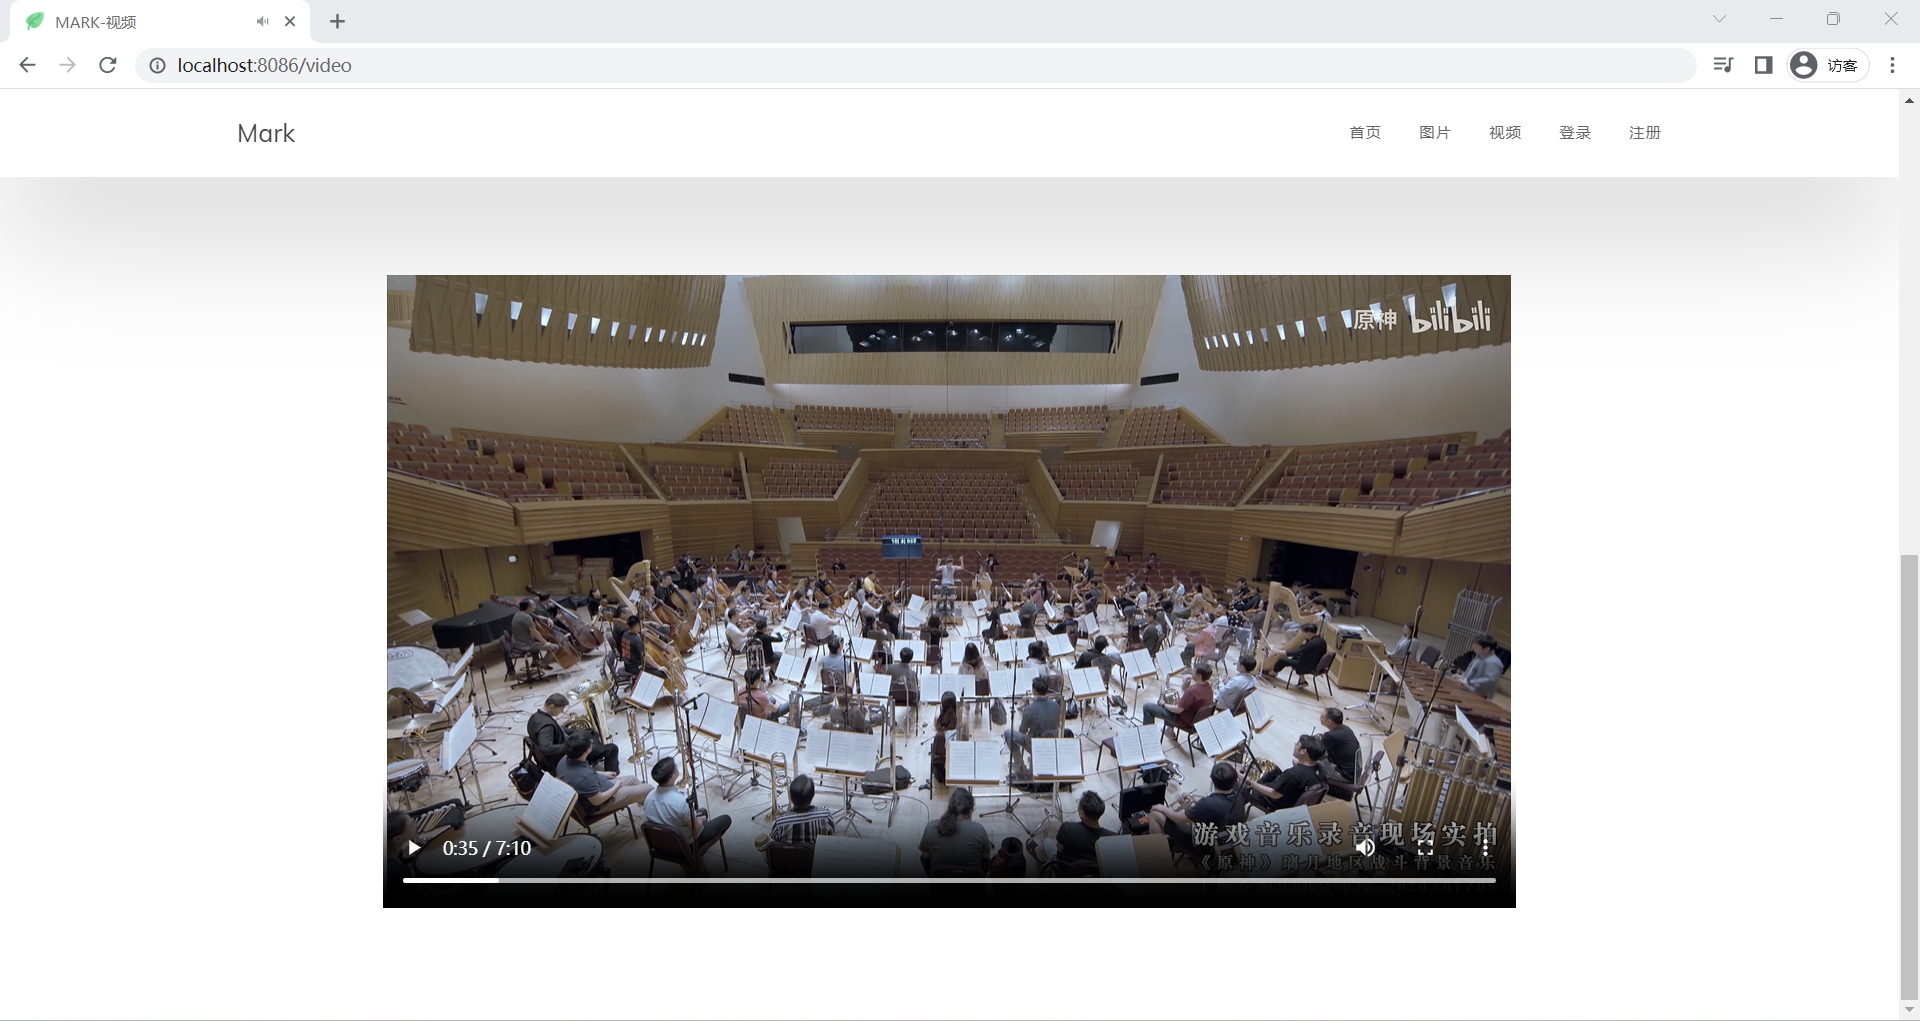 MARK-视频
localhost:8086/video
访客
Mark
首页
图片
视频
登录
注册
原神 bilibili
游戏音乐录音现场实拍
《原神》璃月地区战斗背景音乐
0:35 / 7:10